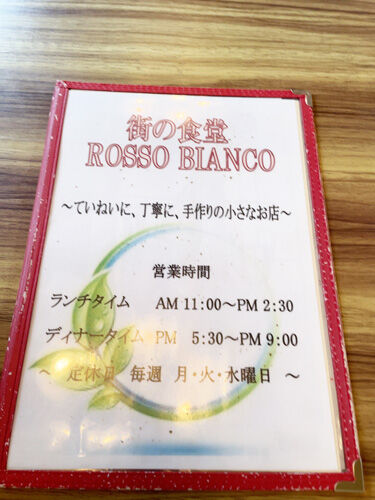 街の食堂
ROSSO BIANCO
～ていねいに、丁寧に、手作りの小さなお店～
営業時間
ランチタイム AM 11:00～PM 2:30
ディナータイム PM 5:30～PM 9:00
～ 定休日 毎週 月・火・水曜日 ～